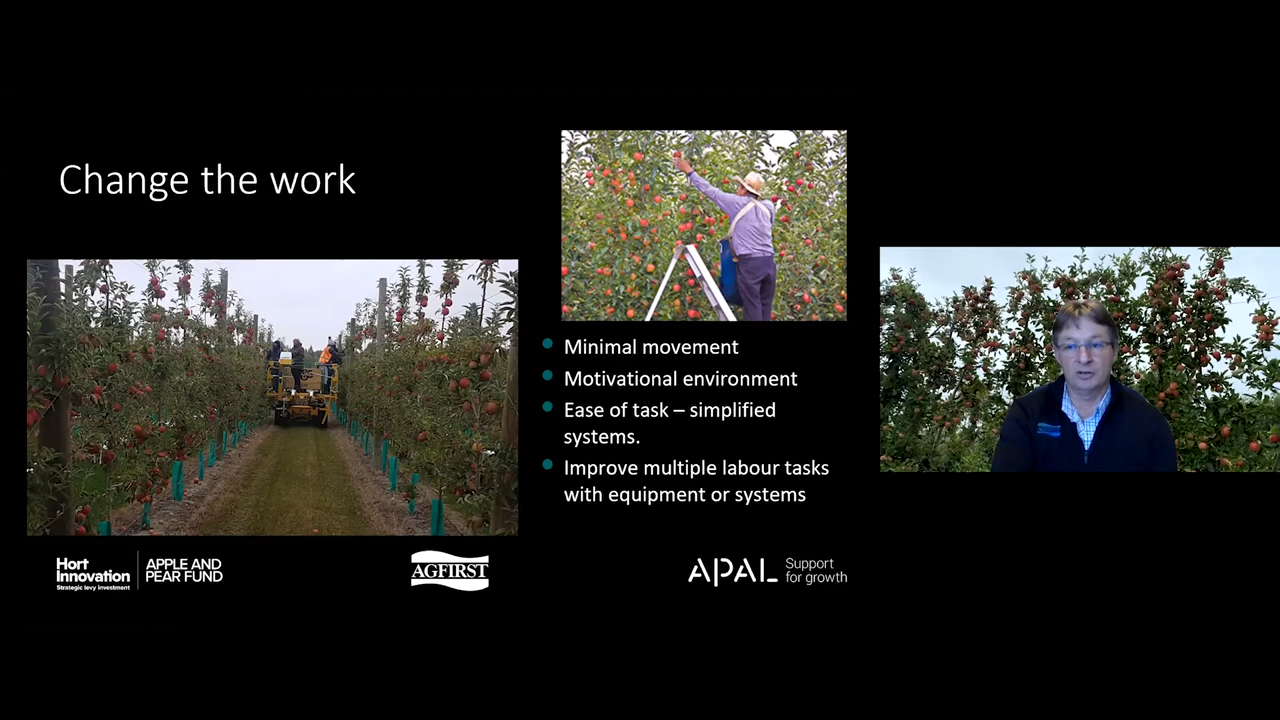 Change the work
Minimal movement
Motivational environment
Ease of task – simplified
systems.
Improve multiple labour tasks
with equipment or systems
Hort
Innovation
Strategic levy investment
APPLE AND
PEAR FUND
AGFIRST
APAL
Support
for growth